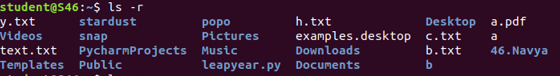 student@S46:~$ ls -r
y.txt stardust popo h.txt Desktop a.pdf
Videos snap Pictures examples.desktop c.txt a
text.txt PycharmProjects Music Downloads b.txt 46.Navya
Templates Public leapyear.py Documents b